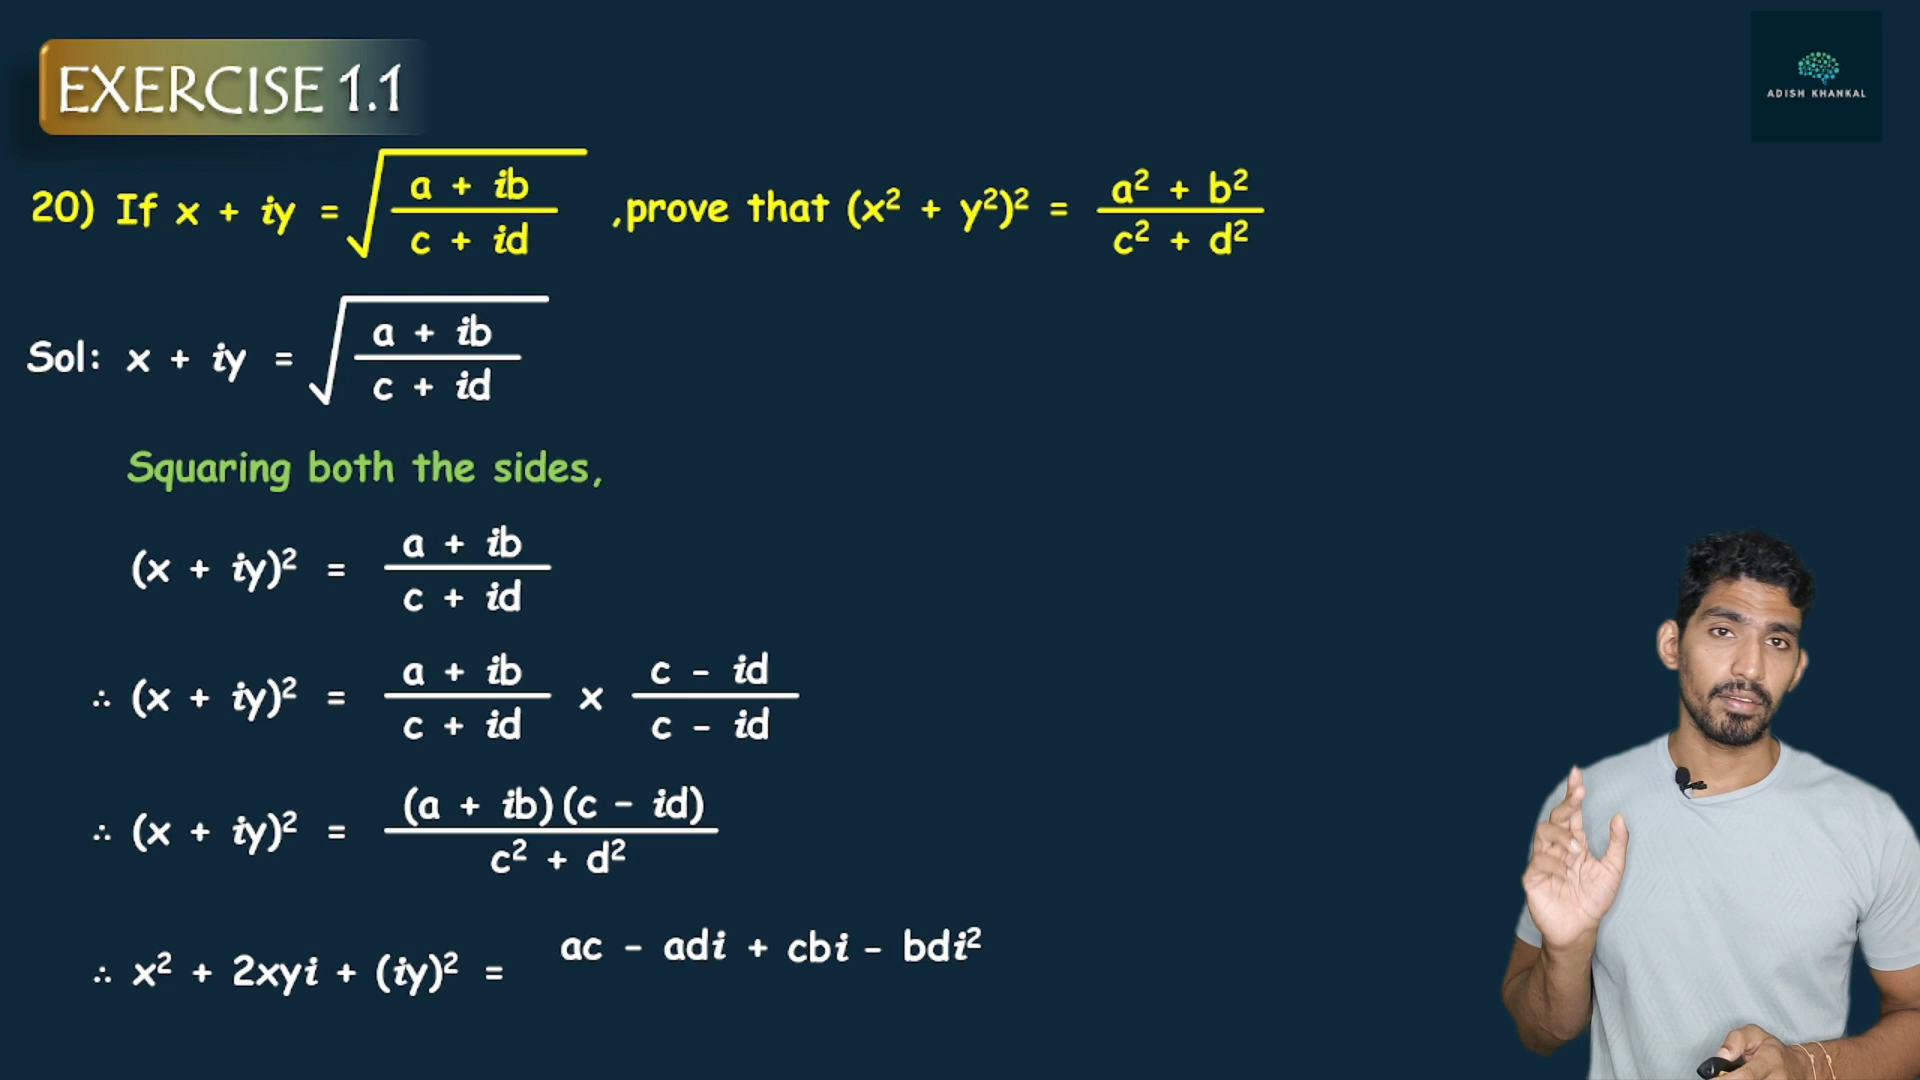 EXERCISE 1.1
ADISH KHANKAL
20) If x + iy = √((a + ib)/(c + id)) ,prove that (x² + y²)² = (a² + b²)/(c² + d²)
Sol: x + iy = √((a + ib)/(c + id))
Squaring both the sides,
(x + iy)² = (a + ib)/(c + id)
∴ (x + iy)² = (a + ib)/(c + id) x (c - id)/(c - id)
∴ (x + iy)² = (a + ib)(c - id)/(c² + d²)
∴ x² + 2xyi + (iy)² = ac - adi + cbi - bdi²